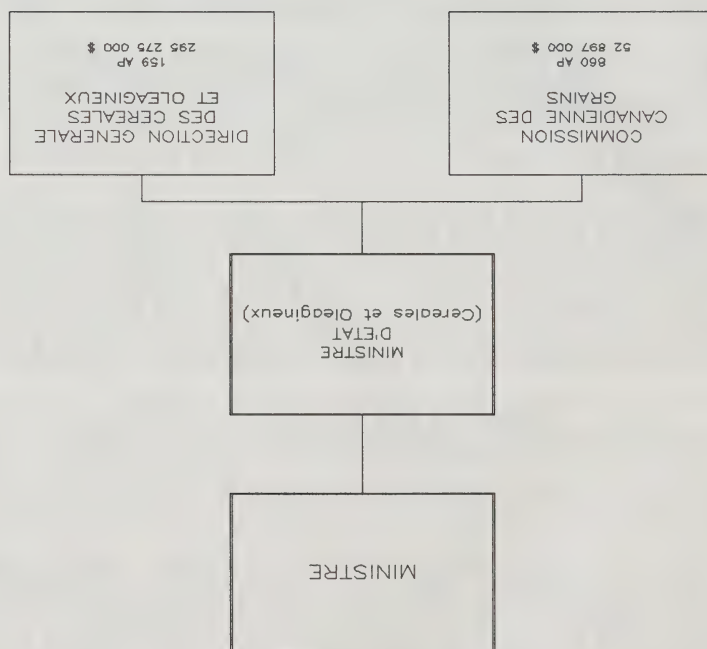 MINISTRE
MINISTRE
D'ETAT
(Cereales et Oleagineux)
COMMISSION
CANADIENNE DES
GRAINS
860 AP
52 897 000 $
DIRECTION GENERALE
DES CEREALES
ET OLEAGINEUX
159 AP
295 275 000 $